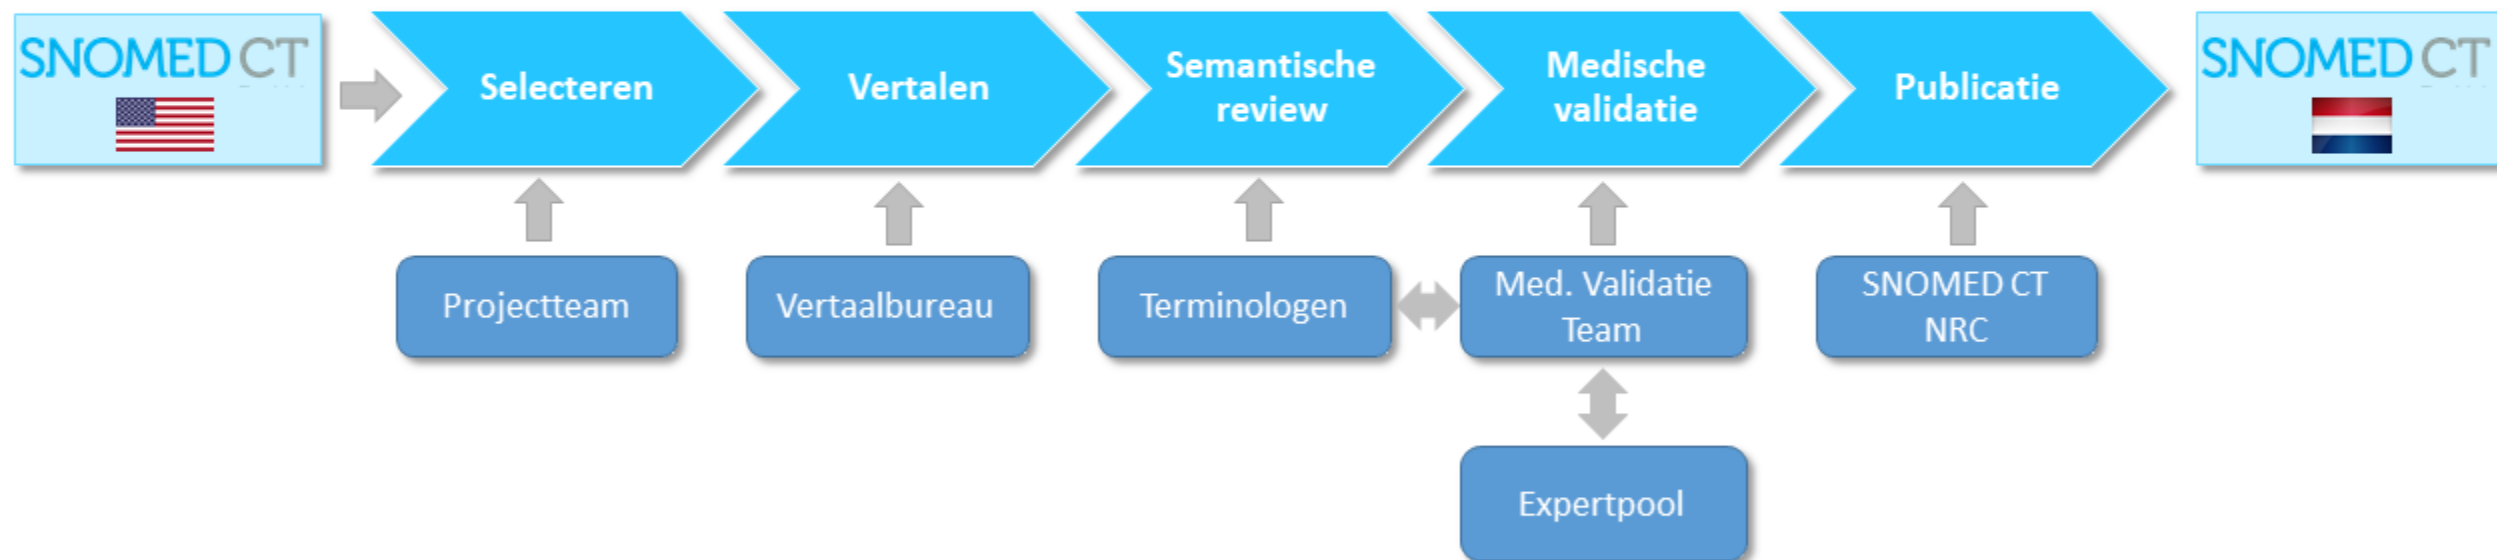 SNOMED CT
Selecteren
Vertalen
Semantische
review
Medische
validatie
Publicatie
SNOMED CT
Projectteam
Vertaalbureau
Terminologen
Med. Validatie
Team
SNOMED CT
NRC
Expertpool